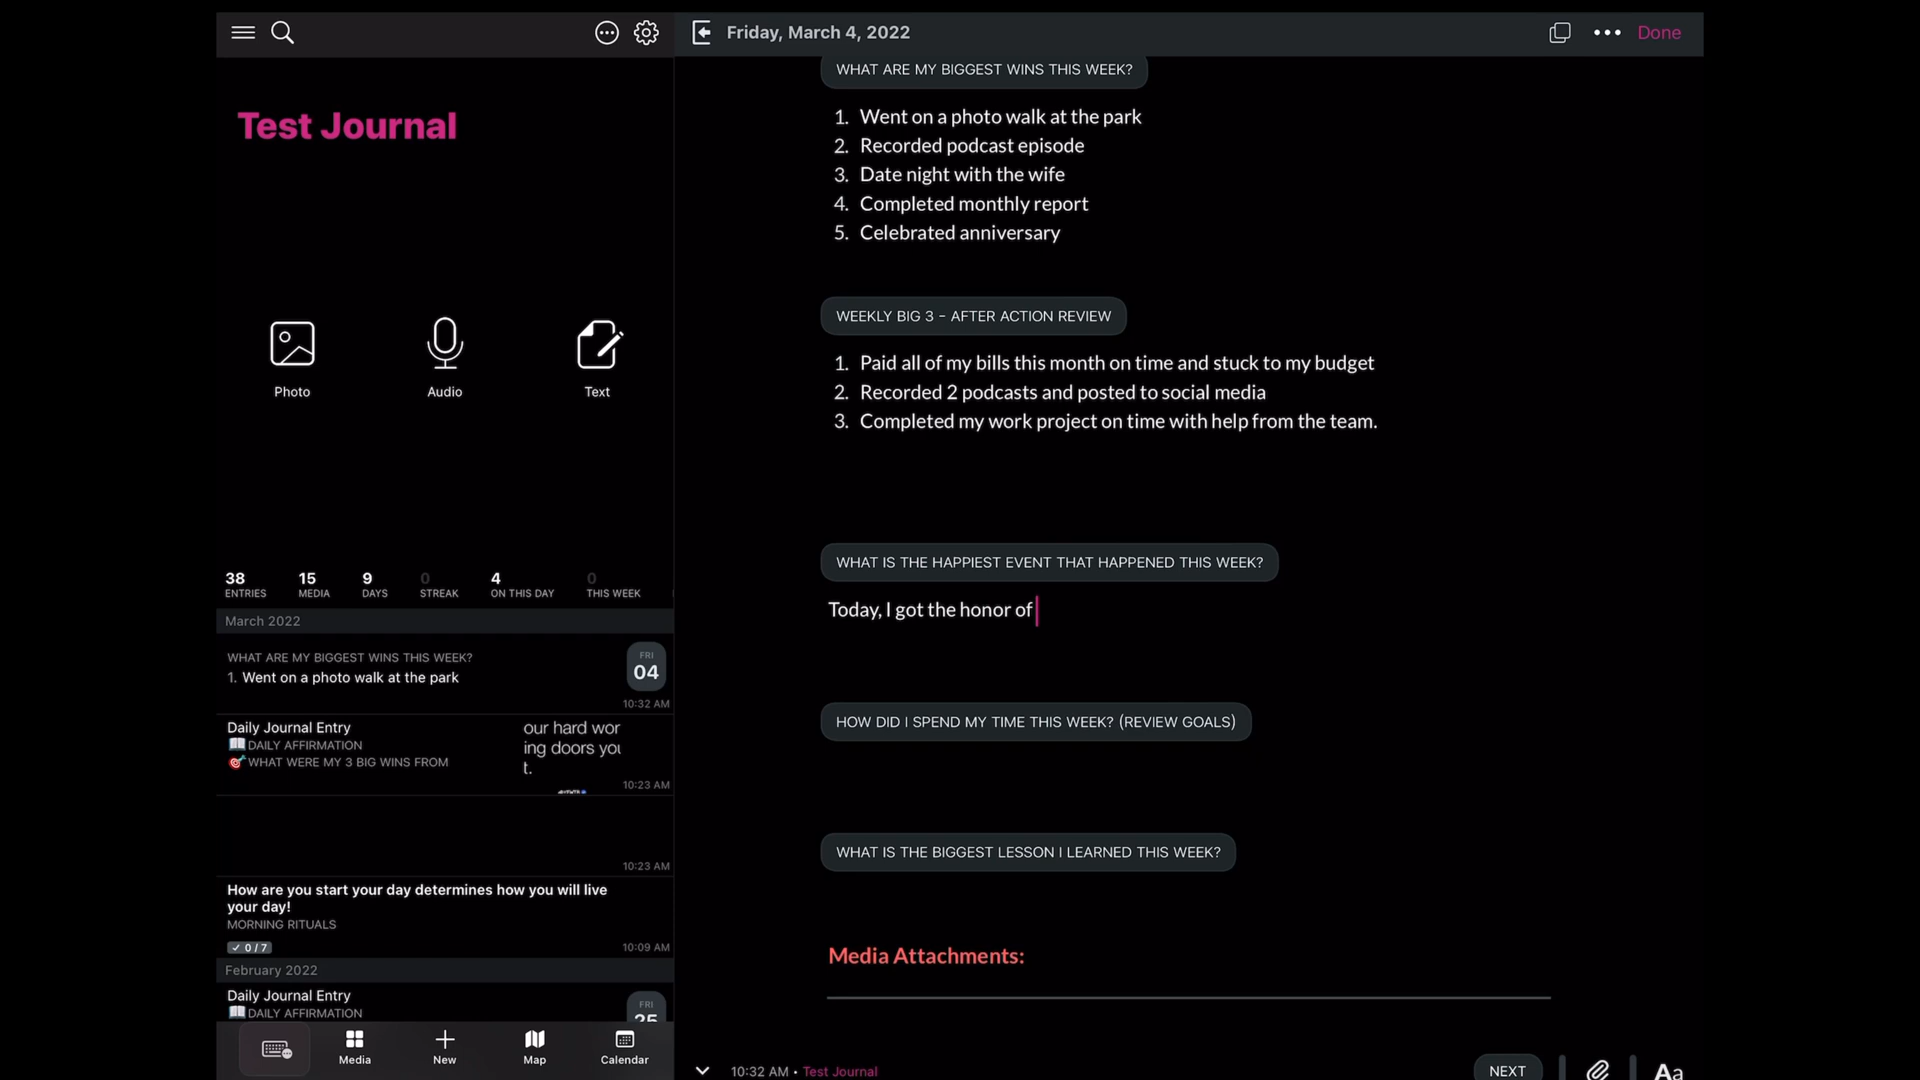 Test Journal
Photo
Audio
Text
38
ENTRIES
15
MEDIA
9
DAYS
0
STREAK
4
ON THIS DAY
0
THIS WEEK
March 2022
WHAT ARE MY BIGGEST WINS THIS WEEK?
1. Went on a photo walk at the park
FRI
04
10:32 AM
Daily Journal Entry
DAILY AFFIRMATION
WHAT WERE MY 3 BIG WINS FROM
our hard wor
ing doors you
t.
10:23 AM
10:23 AM
How are you start your day determines how you will live
your day!
MORNING RITUALS
✓ 0 / 7
10:09 AM
February 2022
Daily Journal Entry
DAILY AFFIRMATION
FRI
25
Media
New
Map
Calendar
Friday, March 4, 2022
Done
WHAT ARE MY BIGGEST WINS THIS WEEK?
1. Went on a photo walk at the park
2. Recorded podcast episode
3. Date night with the wife
4. Completed monthly report
5. Celebrated anniversary
WEEKLY BIG 3 – AFTER ACTION REVIEW
1. Paid all of my bills this month on time and stuck to my budget
2. Recorded 2 podcasts and posted to social media
3. Completed my work project on time with help from the team.
WHAT IS THE HAPPIEST EVENT THAT HAPPENED THIS WEEK?
Today, I got the honor of
HOW DID I SPEND MY TIME THIS WEEK? (REVIEW GOALS)
WHAT IS THE BIGGEST LESSON I LEARNED THIS WEEK?
Media Attachments:
10:32 AM • Test Journal
NEXT
Aa